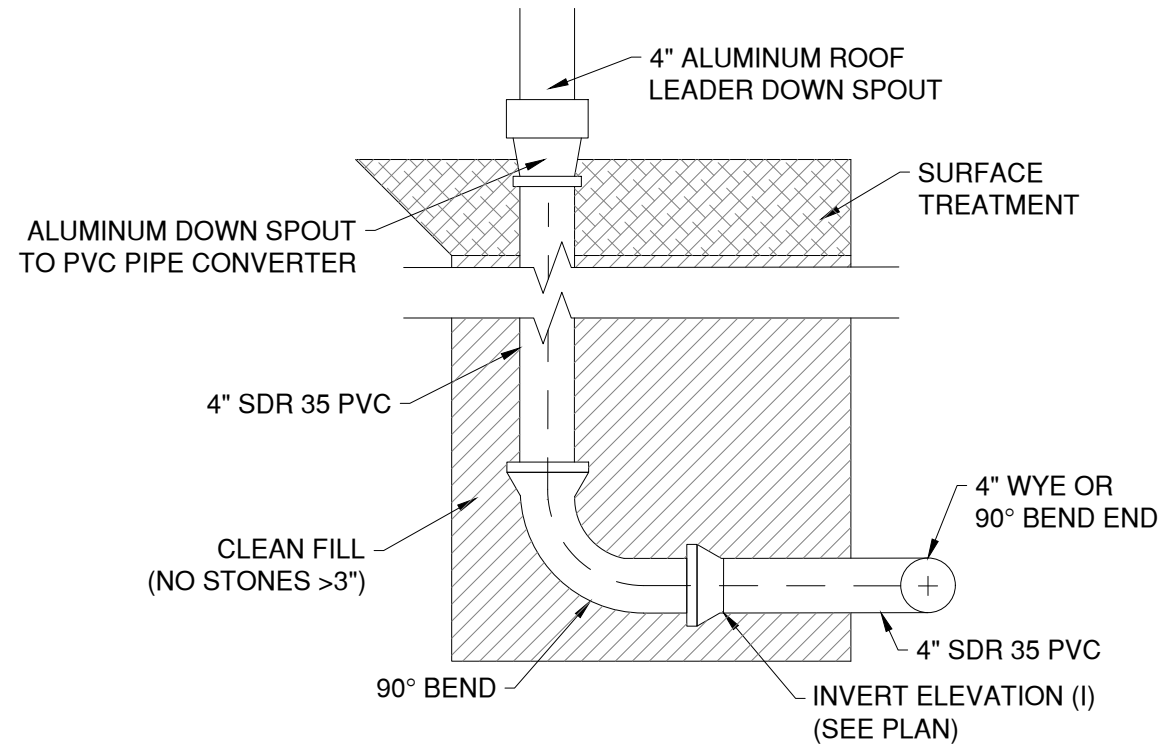 4" ALUMINUM ROOF
LEADER DOWN SPOUT
SURFACE
TREATMENT
ALUMINUM DOWN SPOUT
TO PVC PIPE CONVERTER
4" SDR 35 PVC
4" WYE OR
90° BEND END
CLEAN FILL
(NO STONES >3")
4" SDR 35 PVC
90° BEND
INVERT ELEVATION (I)
(SEE PLAN)